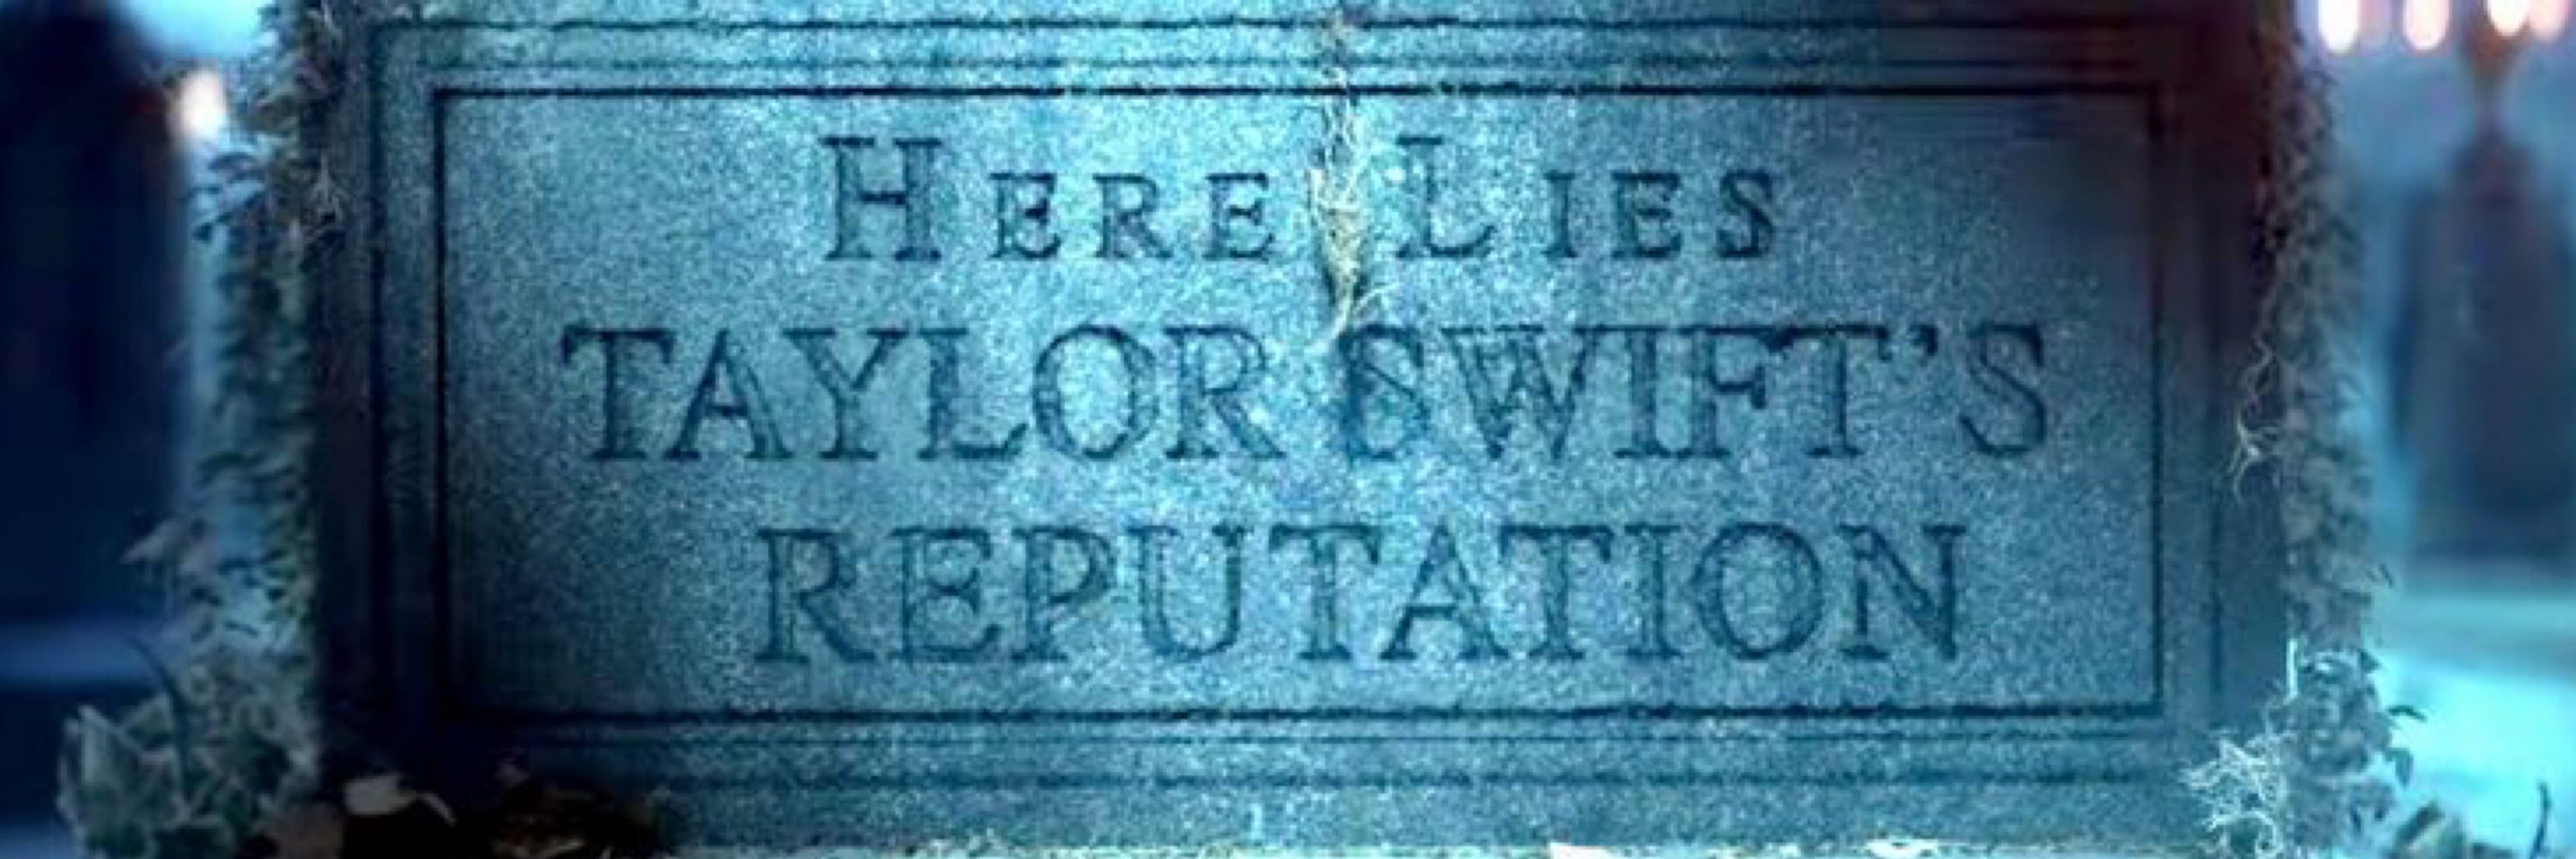 HERE LIES
TAYLOR SWIFT'S
REPUTATION